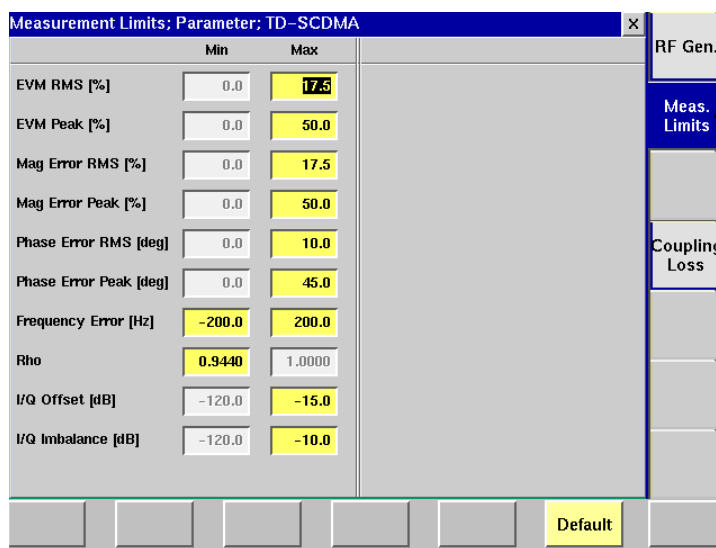 Measurement Limits; Parameter; TD-SCDMA x
Min Max
EVM RMS [%] 0.0 17.5
EVM Peak [%] 0.0 50.0
Mag Error RMS [%] 0.0 17.5
Mag Error Peak [%] 0.0 50.0
Phase Error RMS [deg] 0.0 10.0
Phase Error Peak [deg] 0.0 45.0
Frequency Error [Hz] -200.0 200.0
Rho 0.9440 1.0000
I/Q Offset [dB] -120.0 -15.0
I/Q Imbalance [dB] -120.0 -10.0
RF Gen.
Meas.
Limits
Coupling
Loss
Default